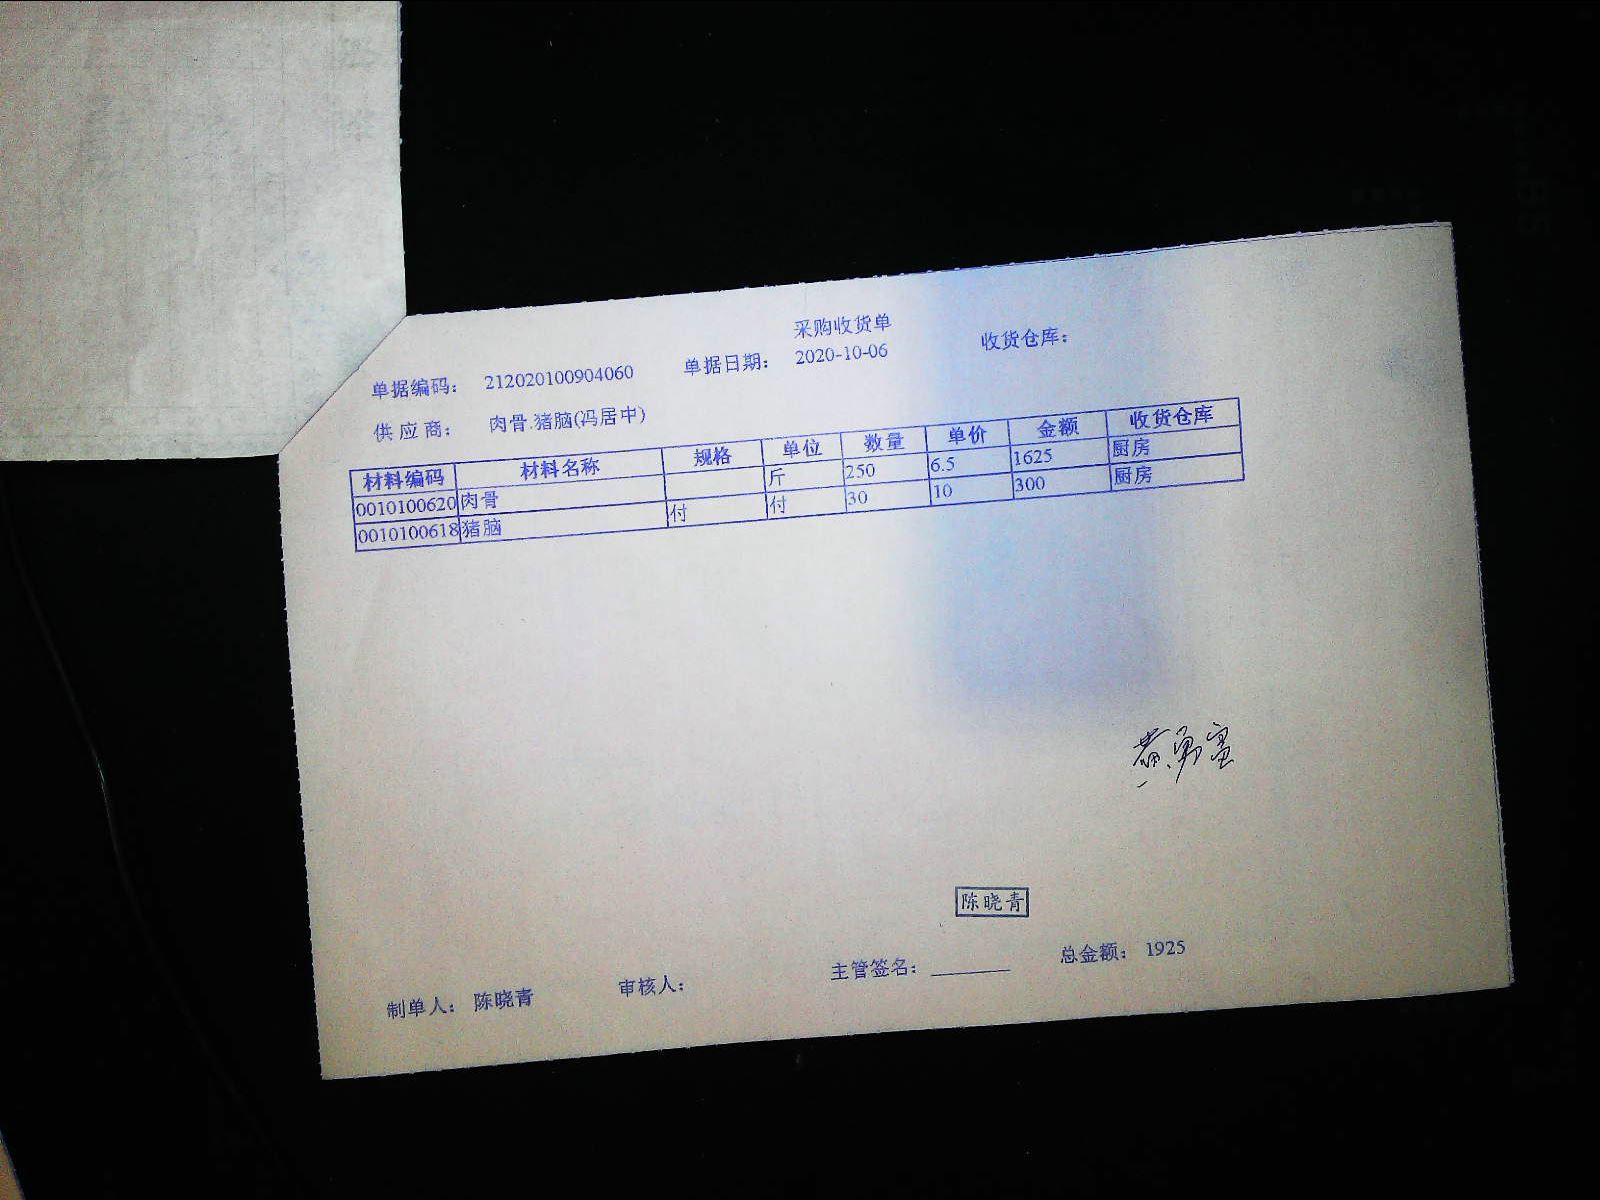 采购收货单
单据编码： 212020100904060 单据日期： 2020-10-06 收货仓库：
供应商： 肉骨.猪脑(冯居中)
材料编码 材料名称 规格 单位 数量 单价 金额 收货仓库
0010100620 肉骨 斤 250 6.5 1625 厨房
0010100618 猪脑 付 付 30 10 300 厨房
黄勇富
陈晓青
制单人： 陈晓青 审核人： 主管签名： 总金额： 1925